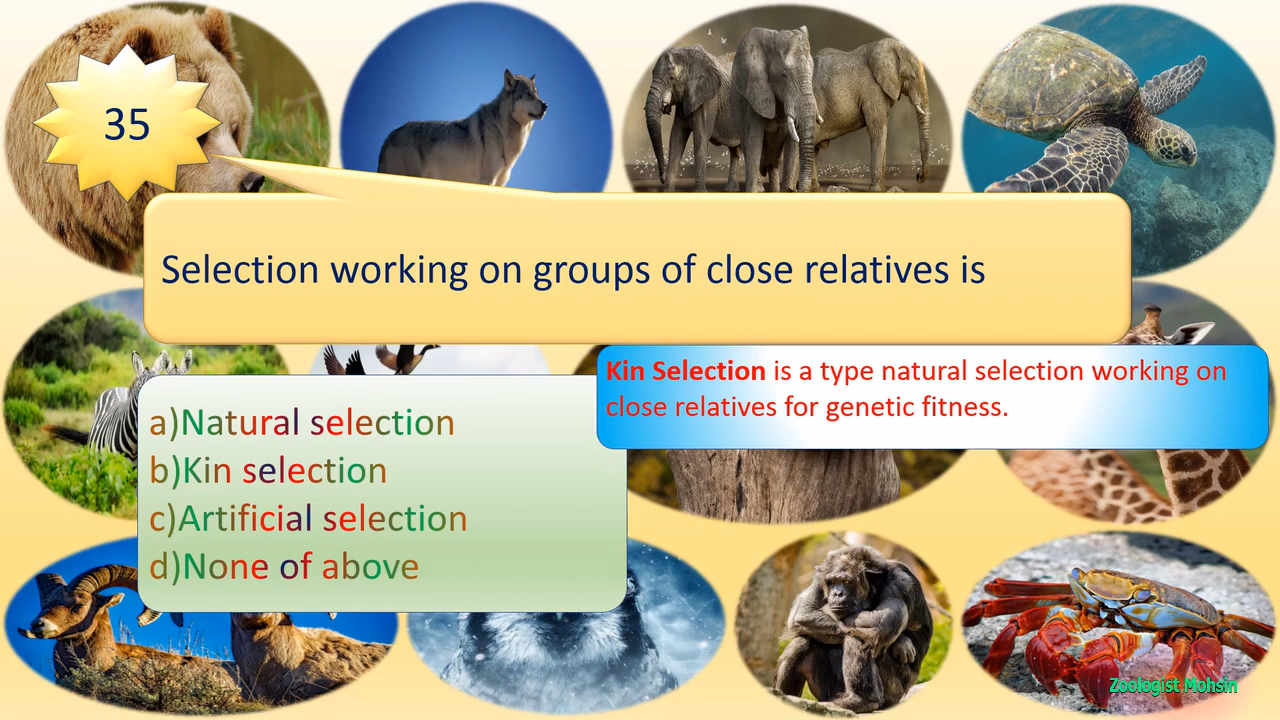 35
Selection working on groups of close relatives is
Kin Selection is a type natural selection working on
close relatives for genetic fitness.
a)Natural selection
b)Kin selection
c)Artificial selection
d)None of above
Zoologist Mohsin